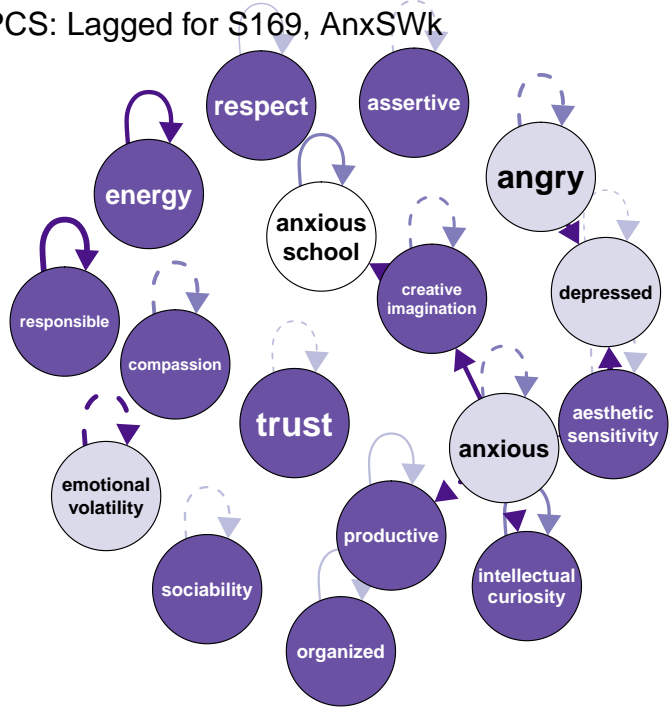 PCS: Lagged for S169, AnxSWk
respect
assertive
energy
angry
anxious
school
creative
imagination
depressed
responsible
compassion
trust
aesthetic
sensitivity
anxious
emotional
volatility
productive
sociability
intellectual
curiosity
organized